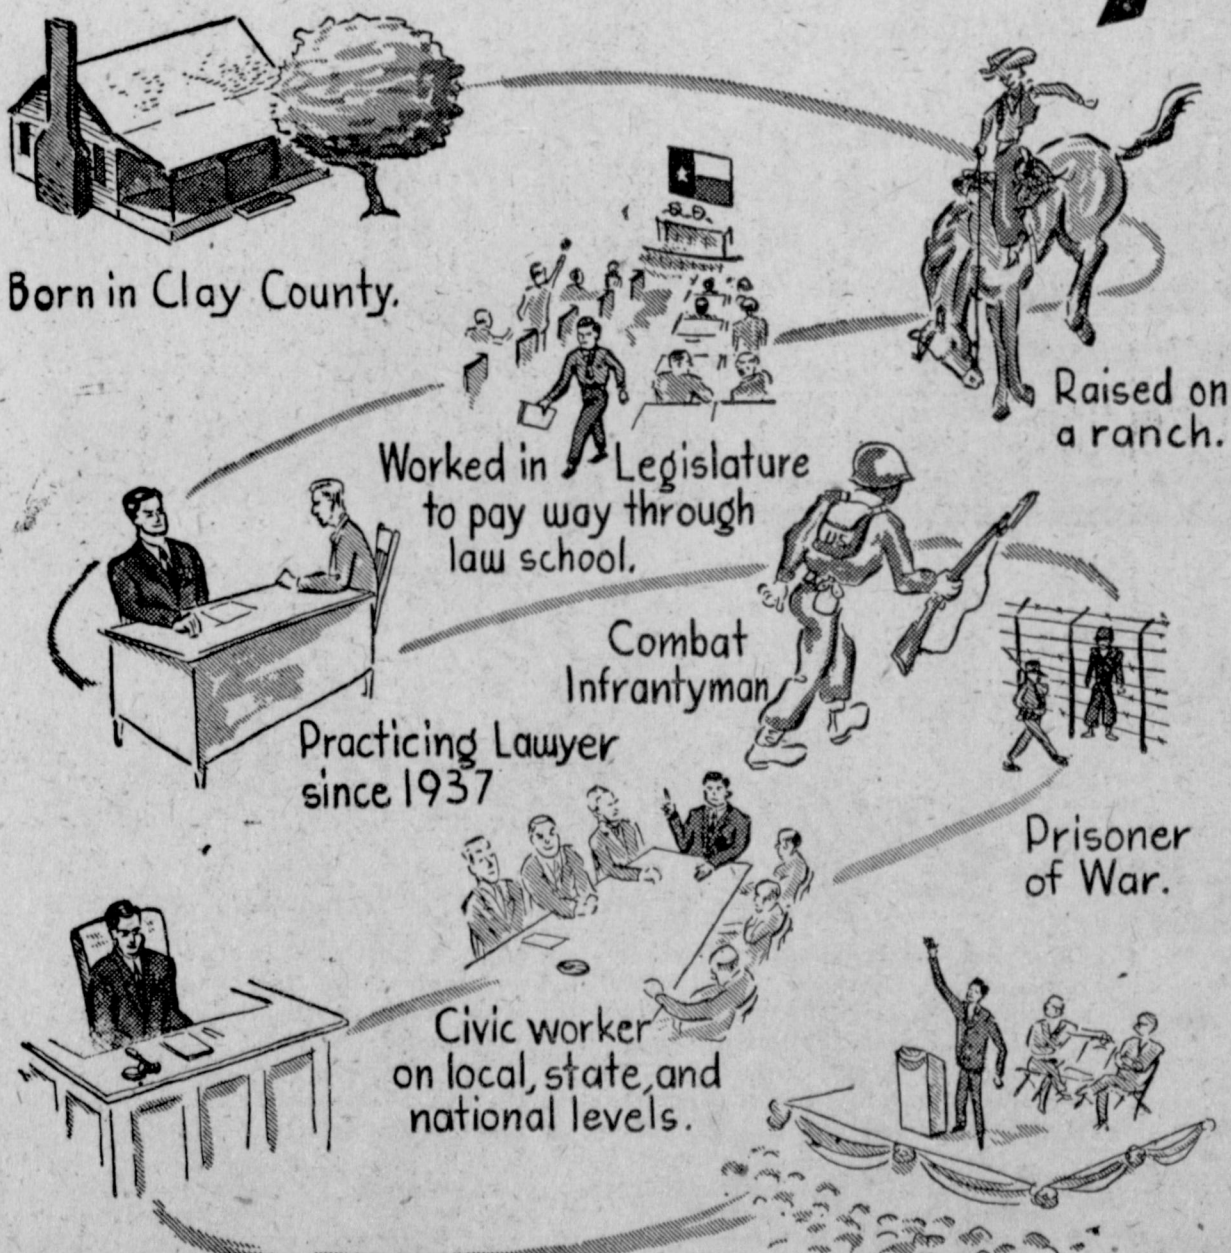 Born in Clay County.
Raised on
a ranch.
Worked in Legislature
to pay way through
law school.
Practicing Lawyer
since 1937
Combat
Infrantyman
US
Prisoner
of War.
Civic worker
on local, state, and
national levels.